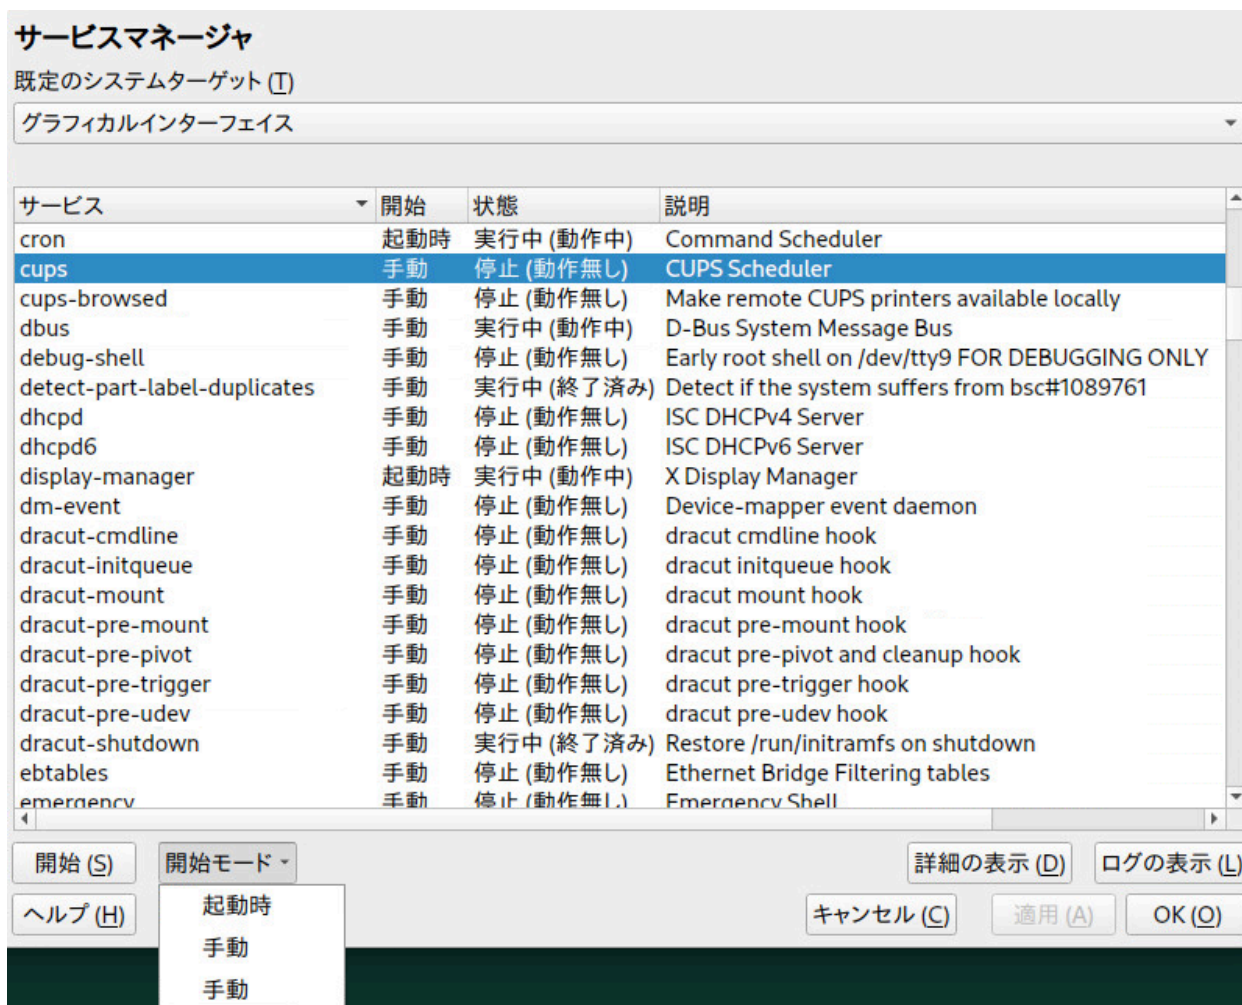 サービスマネージャ
既定のシステムターゲット (T)
グラフィカルインターフェイス
サービス 開始 状態 説明
cron 起動時 実行中 (動作中) Command Scheduler
cups 手動 停止 (動作無し) CUPS Scheduler
cups-browsed 手動 停止 (動作無し) Make remote CUPS printers available locally
dbus 手動 実行中 (動作中) D-Bus System Message Bus
debug-shell 手動 停止 (動作無し) Early root shell on /dev/tty9 FOR DEBUGGING ONLY
detect-part-label-duplicates 手動 実行中 (終了済み) Detect if the system suffers from bsc#1089761
dhcpd 手動 停止 (動作無し) ISC DHCPv4 Server
dhcpd6 手動 停止 (動作無し) ISC DHCPv6 Server
display-manager 起動時 実行中 (動作中) X Display Manager
dm-event 手動 停止 (動作無し) Device-mapper event daemon
dracut-cmdline 手動 停止 (動作無し) dracut cmdline hook
dracut-initqueue 手動 停止 (動作無し) dracut initqueue hook
dracut-mount 手動 停止 (動作無し) dracut mount hook
dracut-pre-mount 手動 停止 (動作無し) dracut pre-mount hook
dracut-pre-pivot 手動 停止 (動作無し) dracut pre-pivot and cleanup hook
dracut-pre-trigger 手動 停止 (動作無し) dracut pre-trigger hook
dracut-pre-udev 手動 停止 (動作無し) dracut pre-udev hook
dracut-shutdown 手動 実行中 (終了済み) Restore /run/initramfs on shutdown
ebtables 手動 停止 (動作無し) Ethernet Bridge Filtering tables
emergency 手動 停止 (動作無し) Emergency Shell
開始 (S) 開始モード 詳細の表示 (D) ログの表示 (L)
ヘルプ (H) 起動時 キャンセル (C) 適用 (A) OK (O)
手動
手動